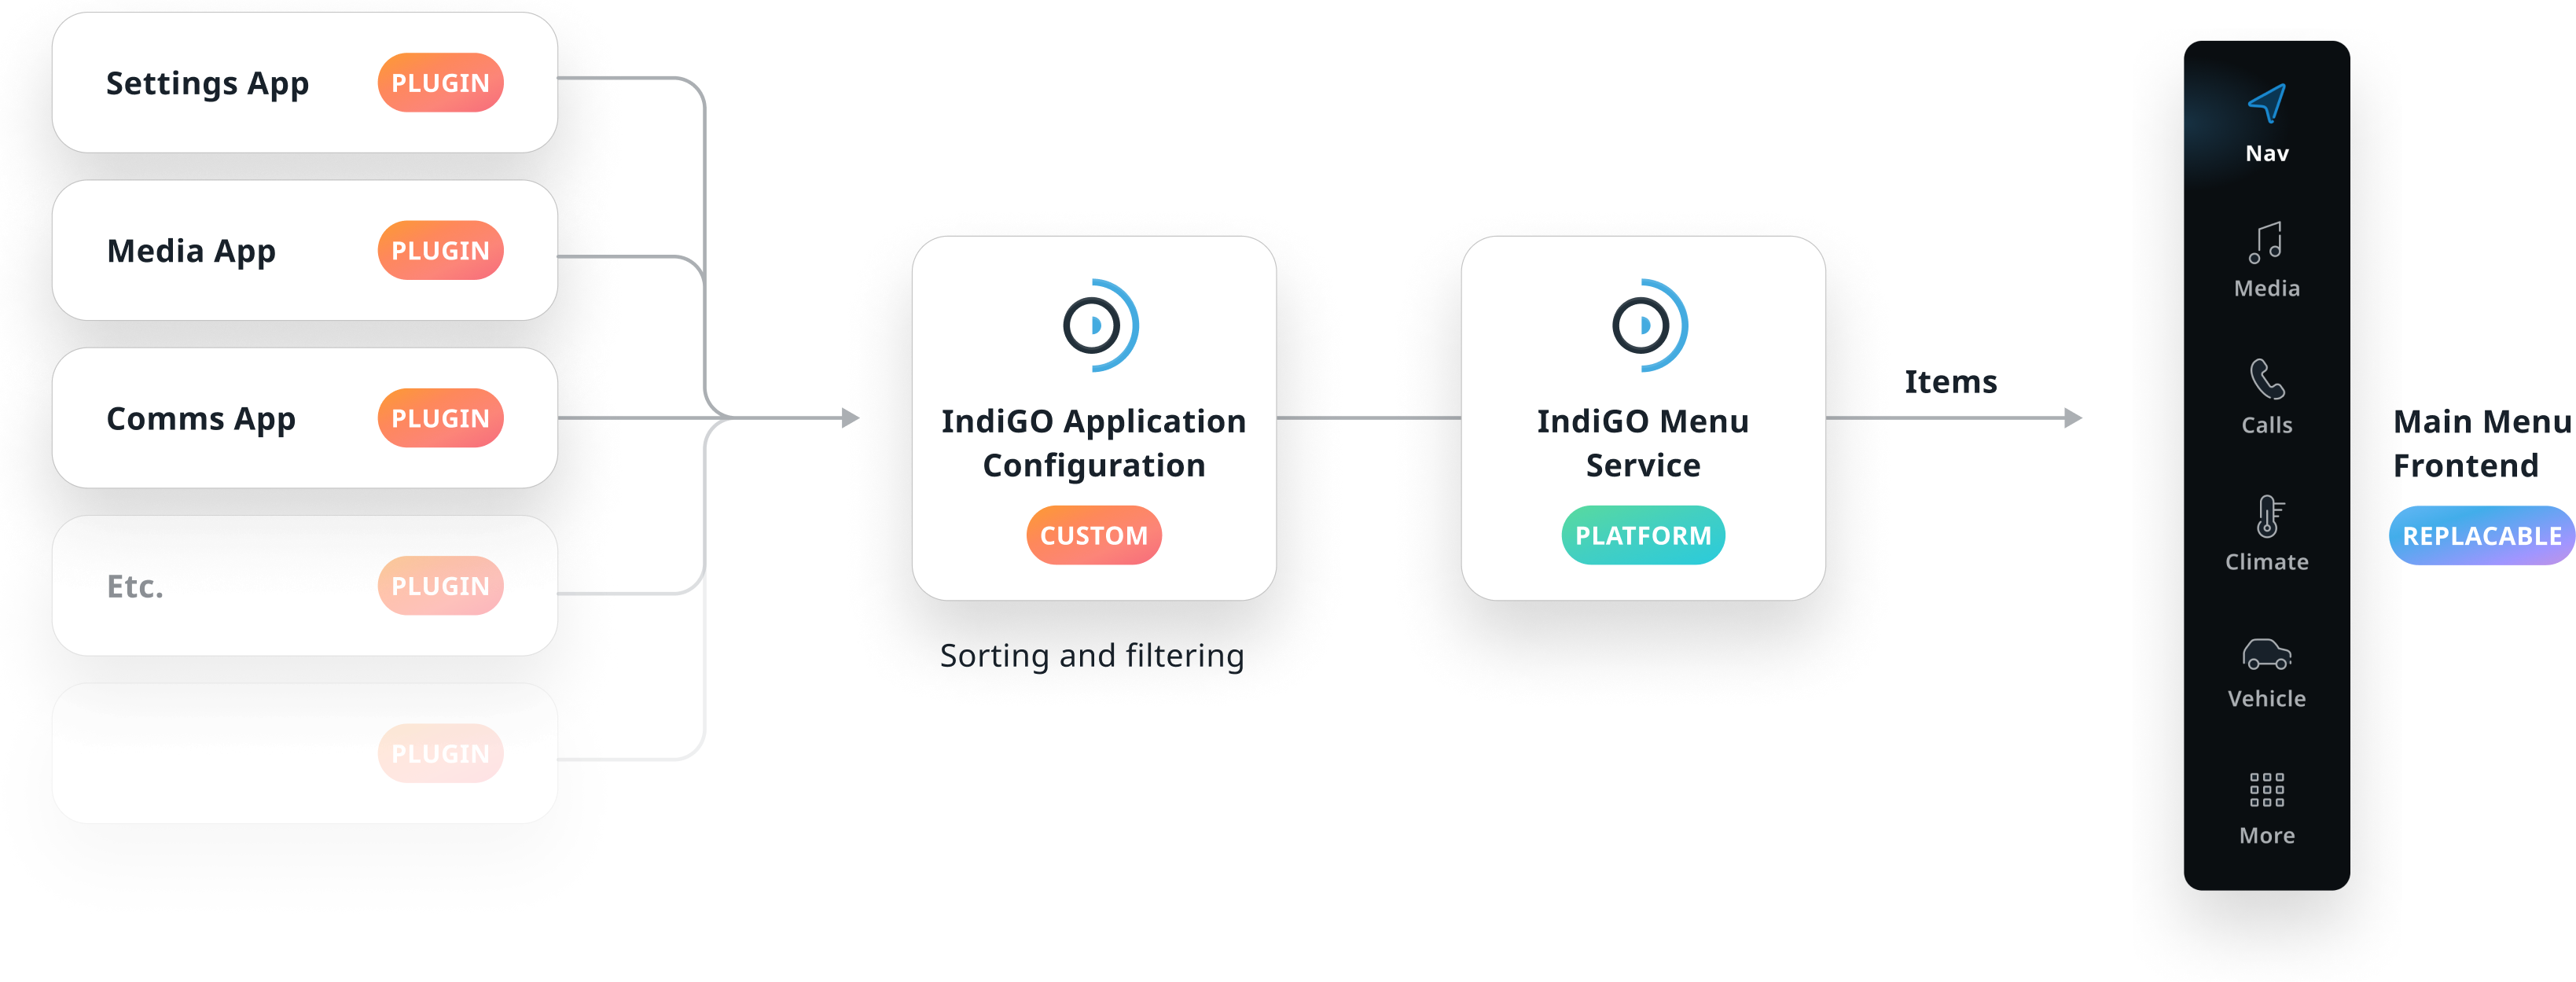 Settings App
PLUGIN
Media App
PLUGIN
Comms App
PLUGIN
Etc.
PLUGIN
PLUGIN
IndiGO Application
Configuration
CUSTOM
Sorting and filtering
IndiGO Menu
Service
PLATFORM
Items
Nav
Media
Calls
Climate
Vehicle
More
Main Menu
Frontend
REPLACABLE